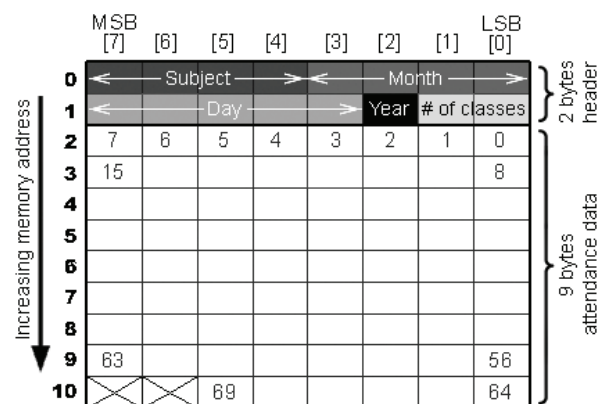 MSB LSB
[7] [6] [5] [4] [3] [2] [1] [0]
0 Subject Month
1 Day Year # of classes
2 7 6 5 4 3 2 1 0
3 15 8
4
5
6
7
8
9 63 56
10 69 64
Increasing memory address
2 bytes
header
9 bytes
attendance data